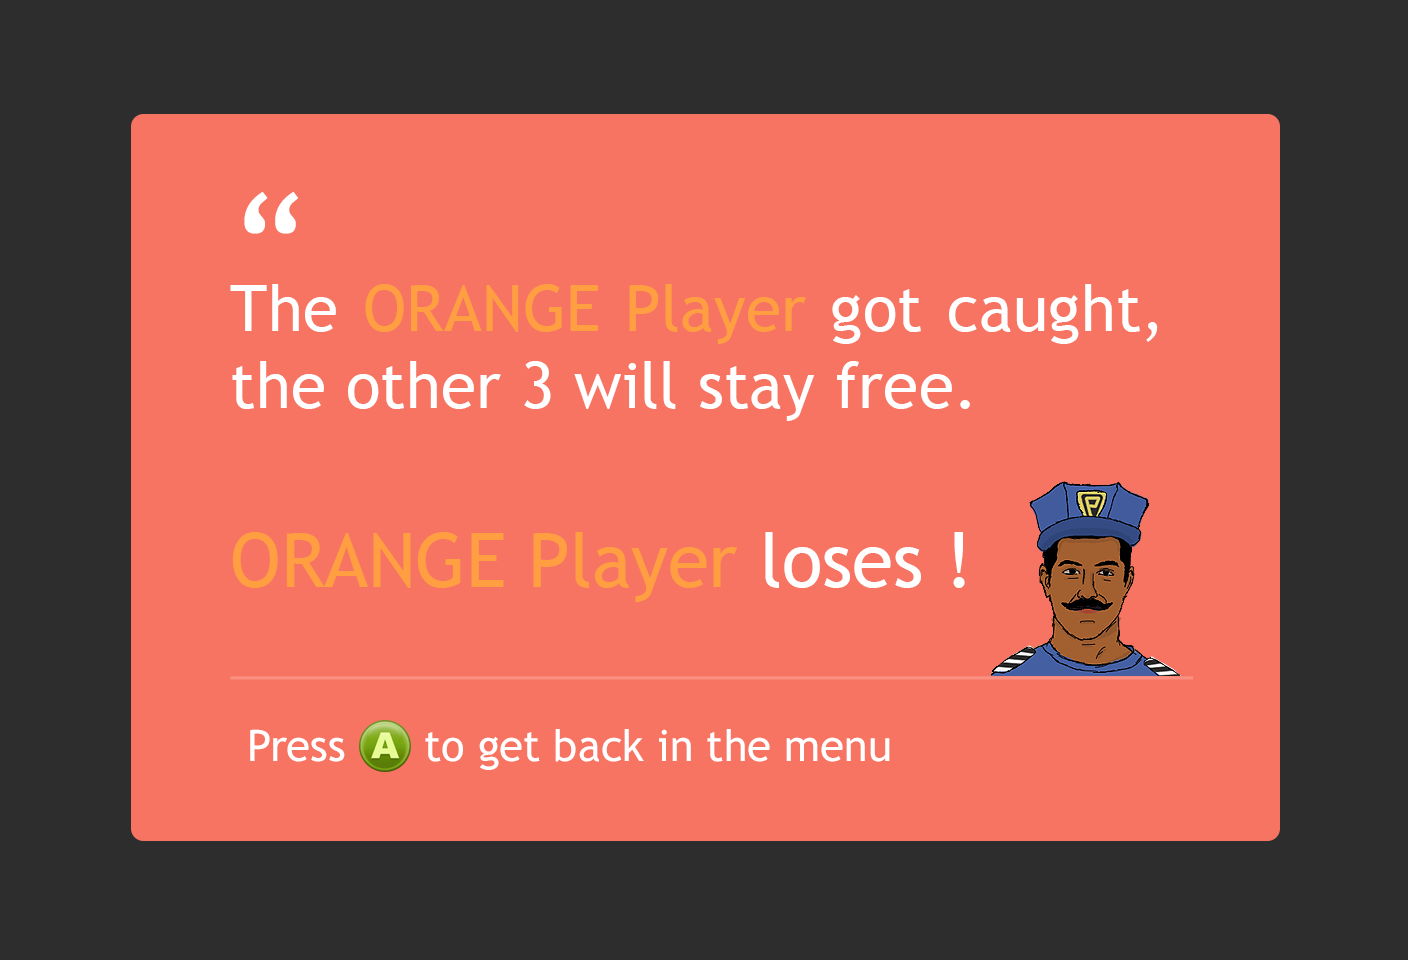 “
The ORANGE Player got caught,
the other 3 will stay free.
P
ORANGE Player loses !
Press A to get back in the menu